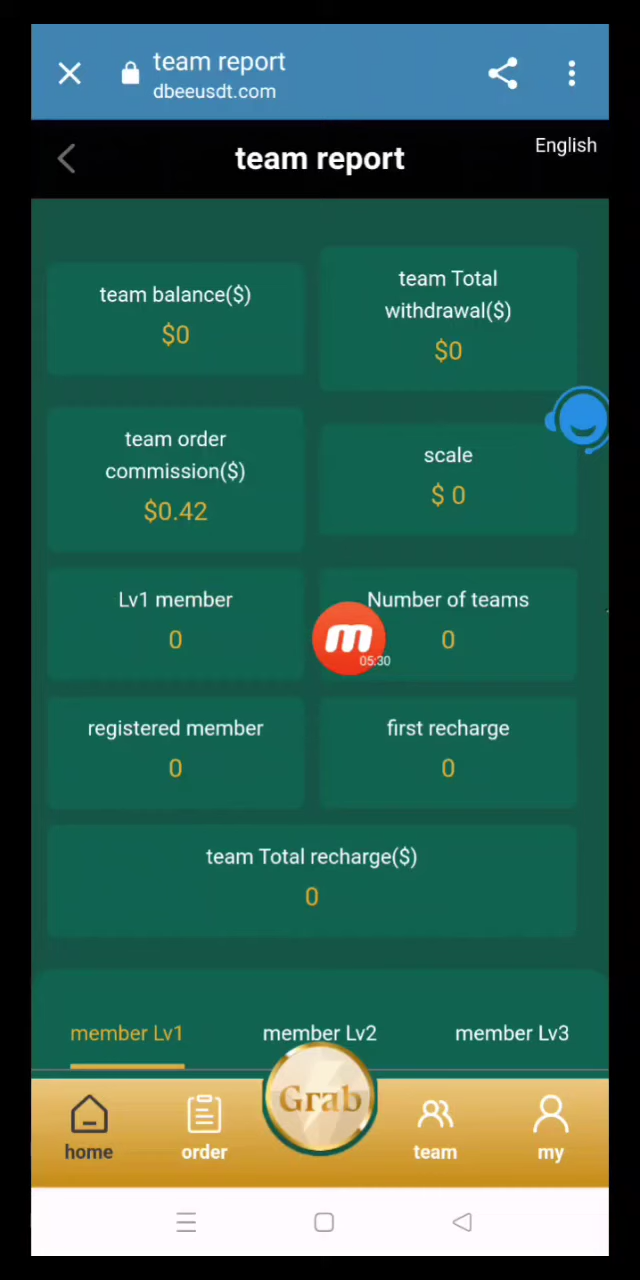 team report
dbeeusdt.com
team report
English
team balance($)
$0
team Total
withdrawal($)
$0
team order
commission($)
$0.42
scale
$ 0
Lv1 member
0
Number of teams
0
m
05:30
registered member
0
first recharge
0
team Total recharge($)
0
member Lv1
member Lv2
member Lv3
Grab
home
order
team
my